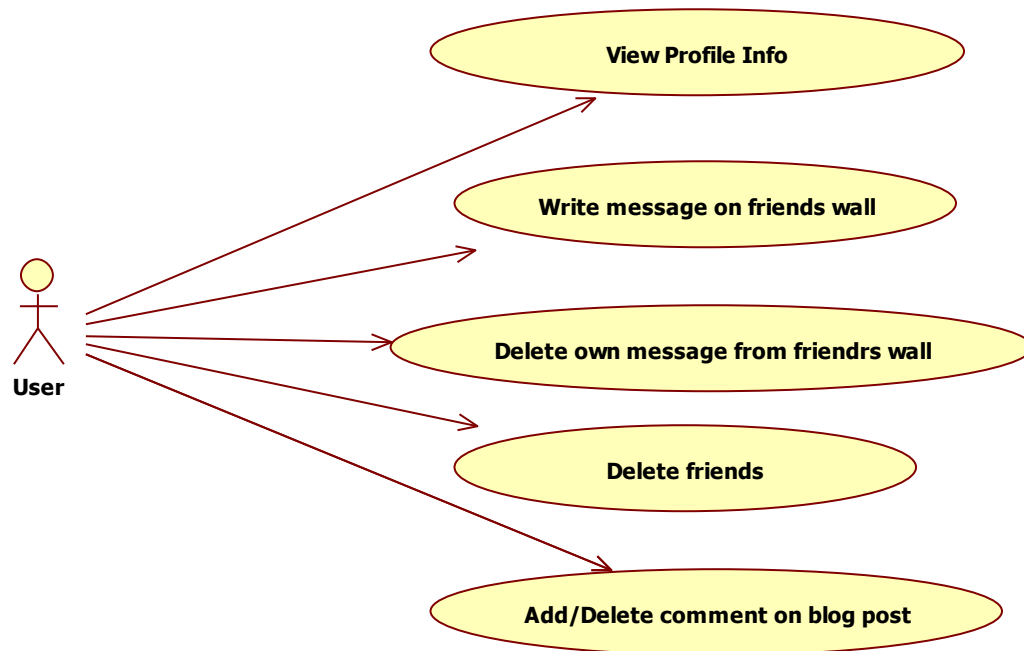 View Profile Info
Write message on friends wall
Delete own message from friendrs wall
User
Delete friends
Add/Delete comment on blog post